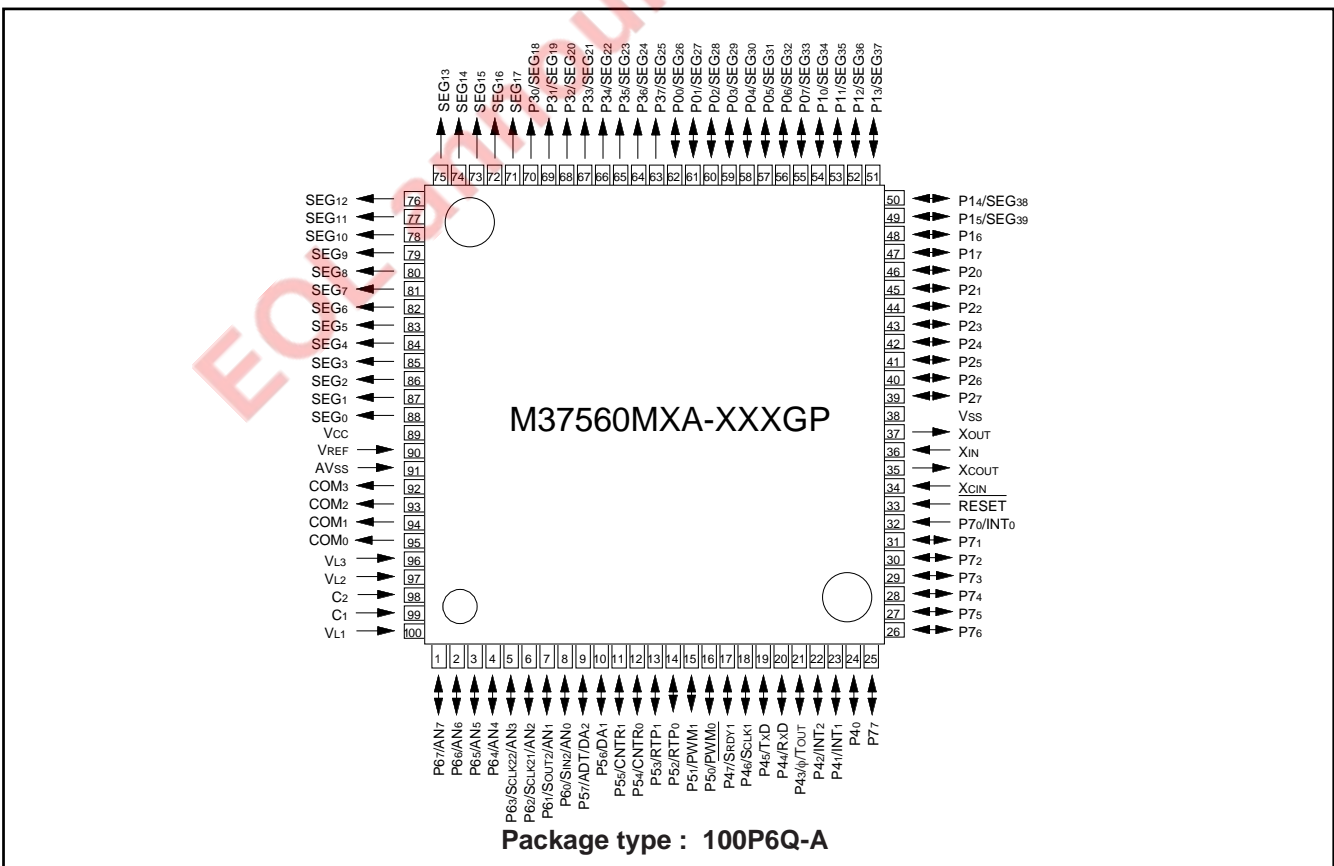 SEG13
SEG14
SEG15
SEG16
SEG17
P30/SEG18
P31/SEG19
P32/SEG20
P33/SEG21
P34/SEG22
P35/SEG23
P36/SEG24
P37/SEG25
P00/SEG26
P01/SEG27
P02/SEG28
P03/SEG29
P04/SEG30
P05/SEG31
P06/SEG32
P07/SEG33
P10/SEG34
P11/SEG35
P12/SEG36
P13/SEG37
75 74 73 72 71 70 69 68 67 66 65 64 63 62 61 60 59 58 57 56 55 54 53 52 51
SEG12 76
SEG11 77
SEG10 78
SEG9 79
SEG8 80
SEG7 81
SEG6 82
SEG5 83
SEG4 84
SEG3 85
SEG2 86
SEG1 87
SEG0 88
VCC 89
VREF 90
AVSS 91
COM3 92
COM2 93
COM1 94
COM0 95
VL3 96
VL2 97
C2 98
C1 99
VL1 100
M37560MXA-XXXGP
50 P14/SEG38
49 P15/SEG39
48 P16
47 P17
46 P20
45 P21
44 P22
43 P23
42 P24
41 P25
40 P26
39 P27
38 VSS
37 XOUT
36 XIN
35 XCOUT
34 XCIN
33 RESET
32 P70/INT0
31 P71
30 P72
29 P73
28 P74
27 P75
26 P76
1 2 3 4 5 6 7 8 9 10 11 12 13 14 15 16 17 18 19 20 21 22 23 24 25
P67/AN7
P66/AN6
P65/AN5
P64/AN4
P63/SCLK22/AN3
P62/SCLK21/AN2
P61/SOUT2/AN1
P60/SIN2/AN0
P57/ADT/DA2
P56/DA1
P55/CNTR1
P54/CNTR0
P53/RTP1
P52/RTP0
P51/PWM1
P50/PWM0
P47/SRDY1
P46/SCLK1
P45/TXD
P44/RXD
P43/φ/TOUT
P42/INT2
P41/INT1
P40
P77
Package type : 100P6Q-A
EOL announ